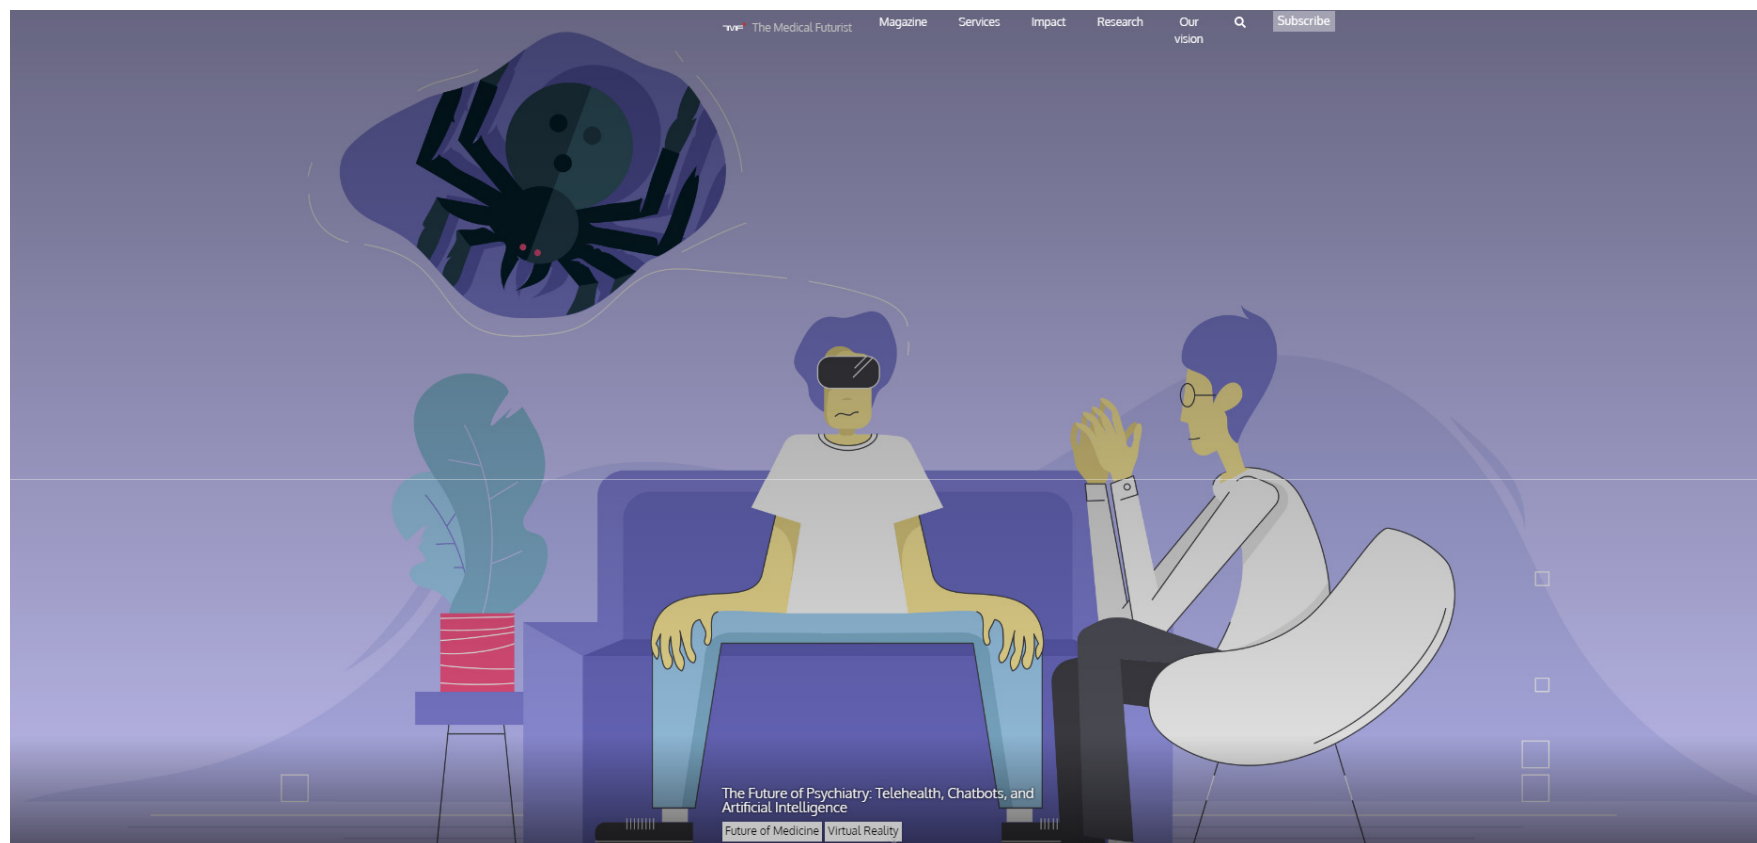 TMF The Medical Futurist
Magazine
Services
Impact
Research
Our
vision
Subscribe
The Future of Psychiatry: Telehealth, Chatbots, and
Artificial Intelligence
Future of Medicine Virtual Reality